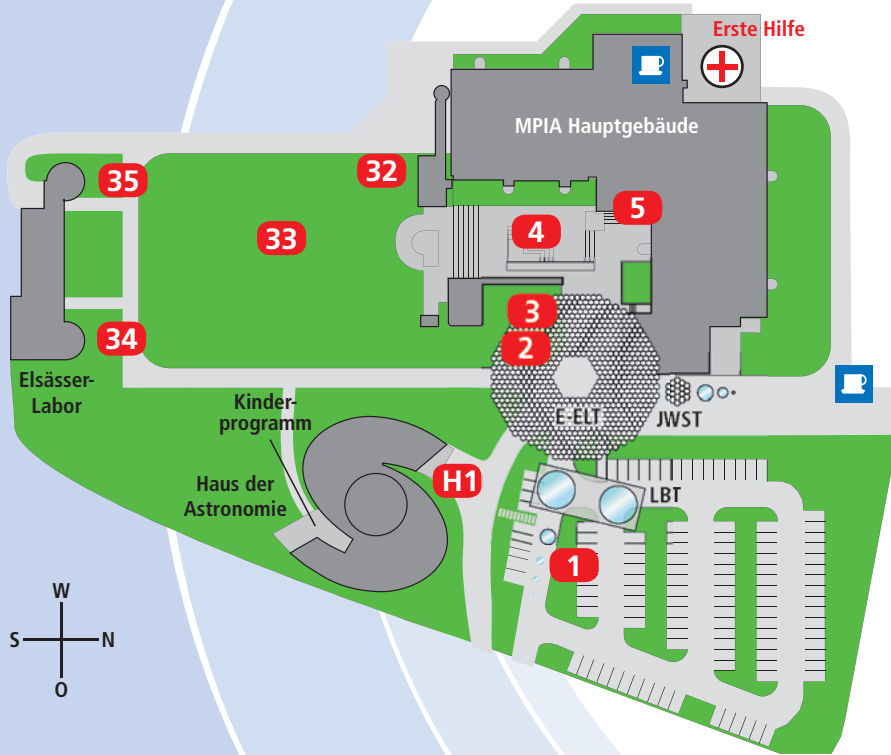 Erste Hilfe
MPIA Hauptgebäude
32
35
5
4
33
3
34
2
Elsässer-
Labor
Kinder-
programm
E-ELT
JWST
Haus der
Astronomie
H1
LBT
1
W
S
N
O